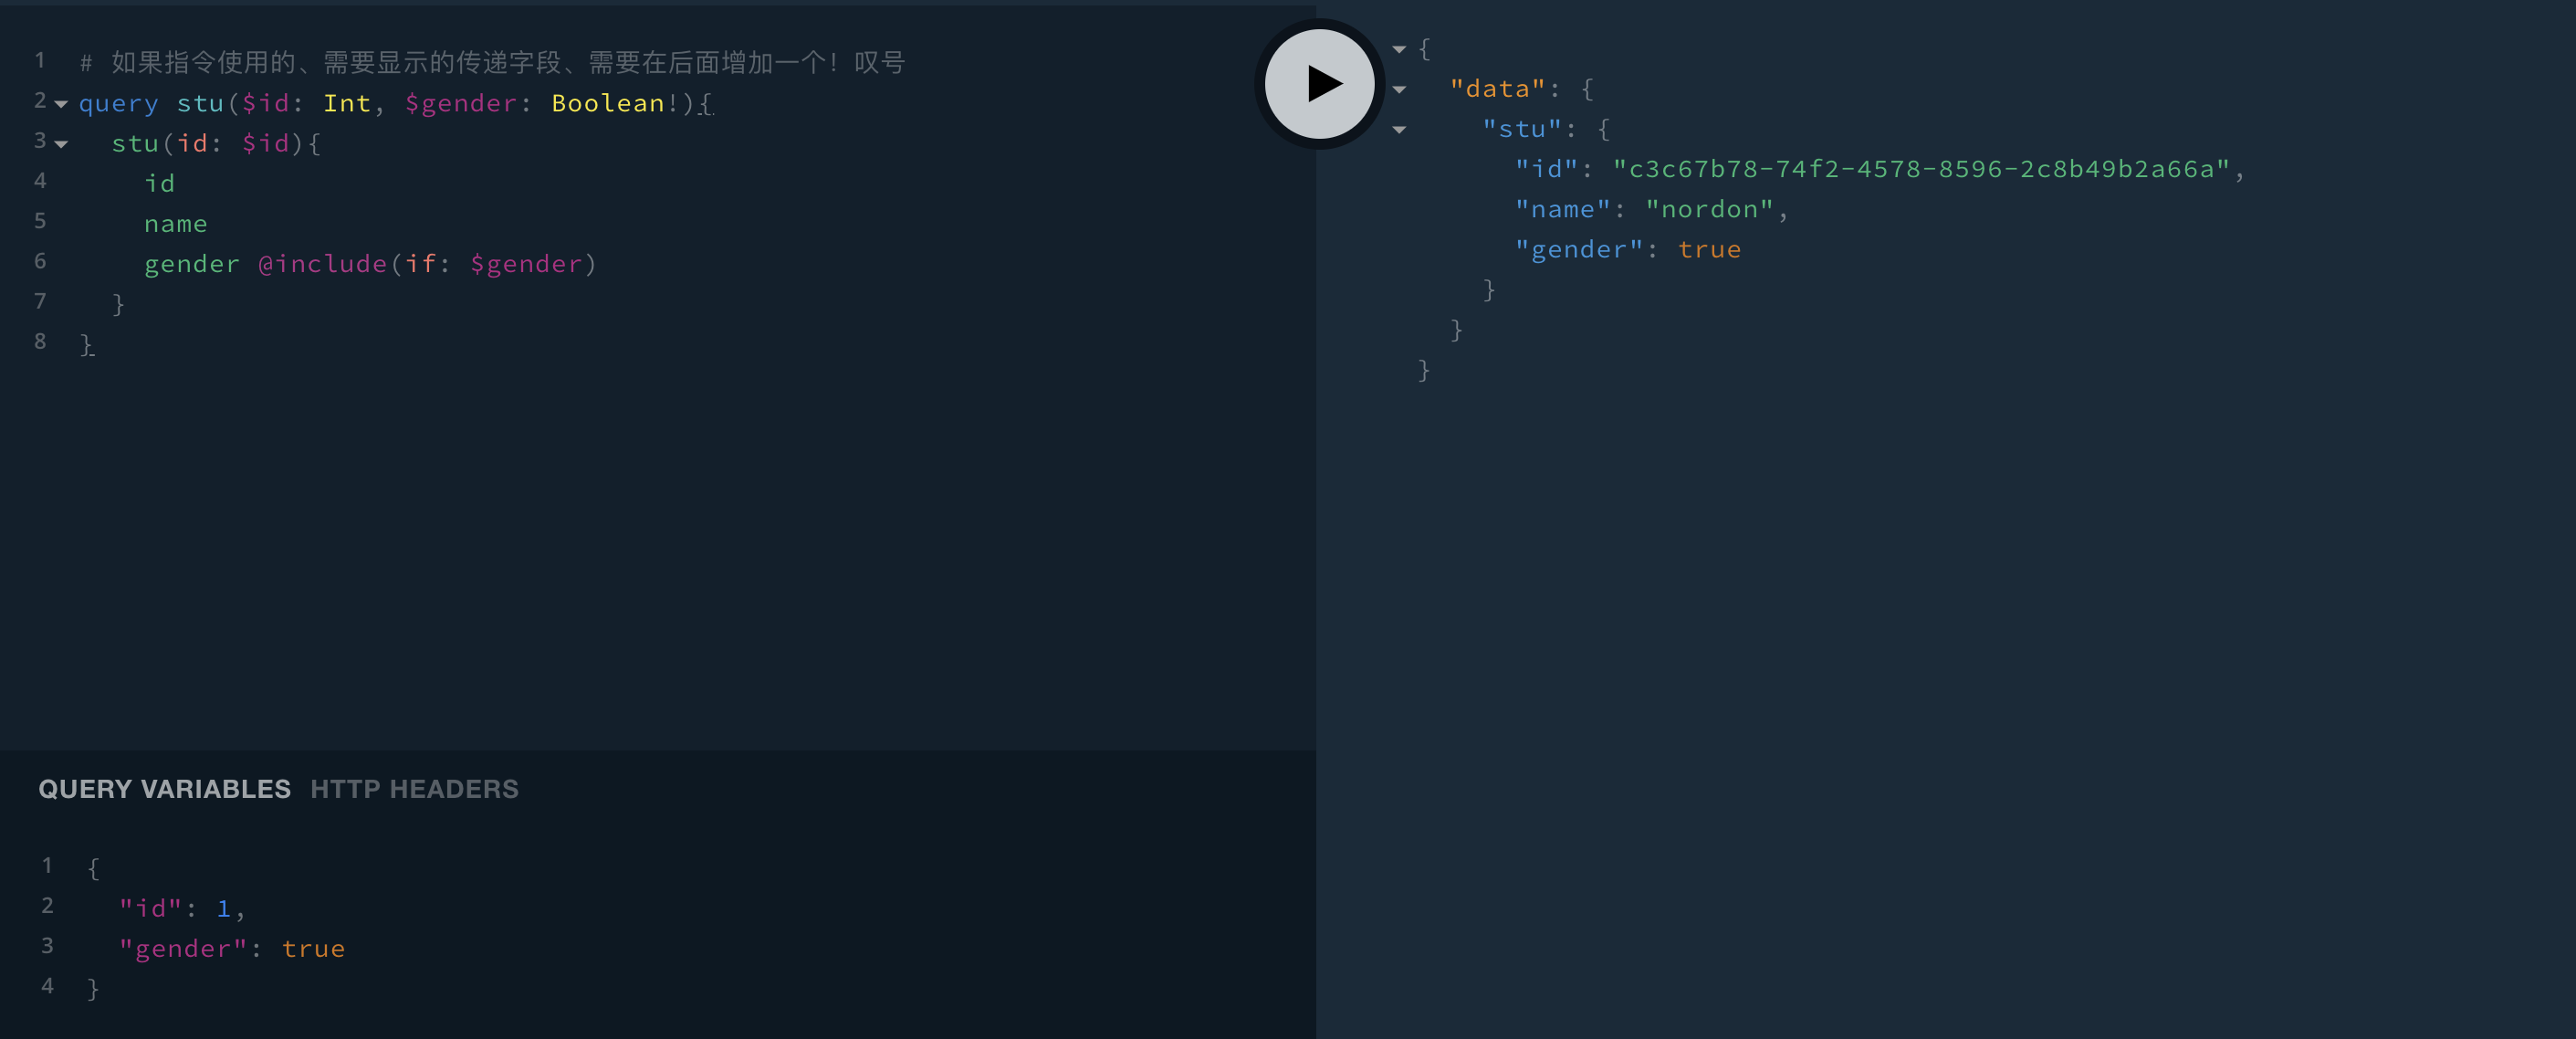 1 # 如果指令使用的、需要显示的传递字段、需要在后面增加一个! 叹号
2 query stu($id: Int, $gender: Boolean!){
3 stu(id: $id){
4 id
5 name
6 gender @include(if: $gender)
7 }
8 }
QUERY VARIABLES HTTP HEADERS
1 {
2 "id": 1,
3 "gender": true
4 }
{
"data": {
"stu": {
"id": "c3c67b78-74f2-4578-8596-2c8b49b2a66a",
"name": "nordon",
"gender": true
}
}
}